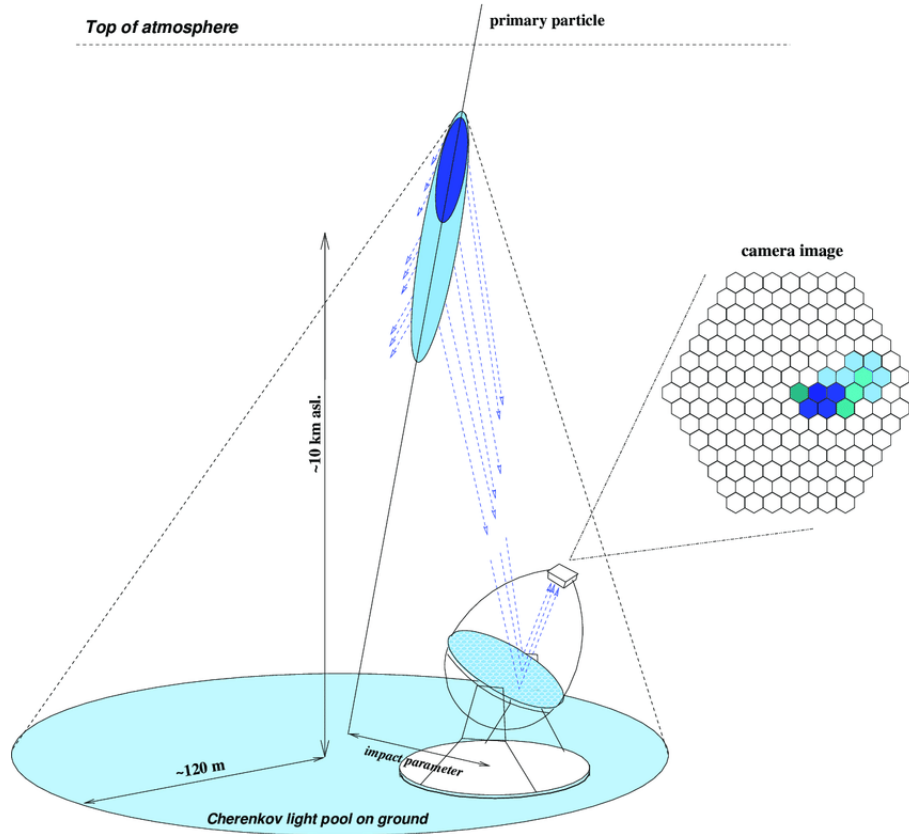 Top of atmosphere
primary particle
camera image
~10 km asl.
impact parameter
~120 m
Cherenkov light pool on ground